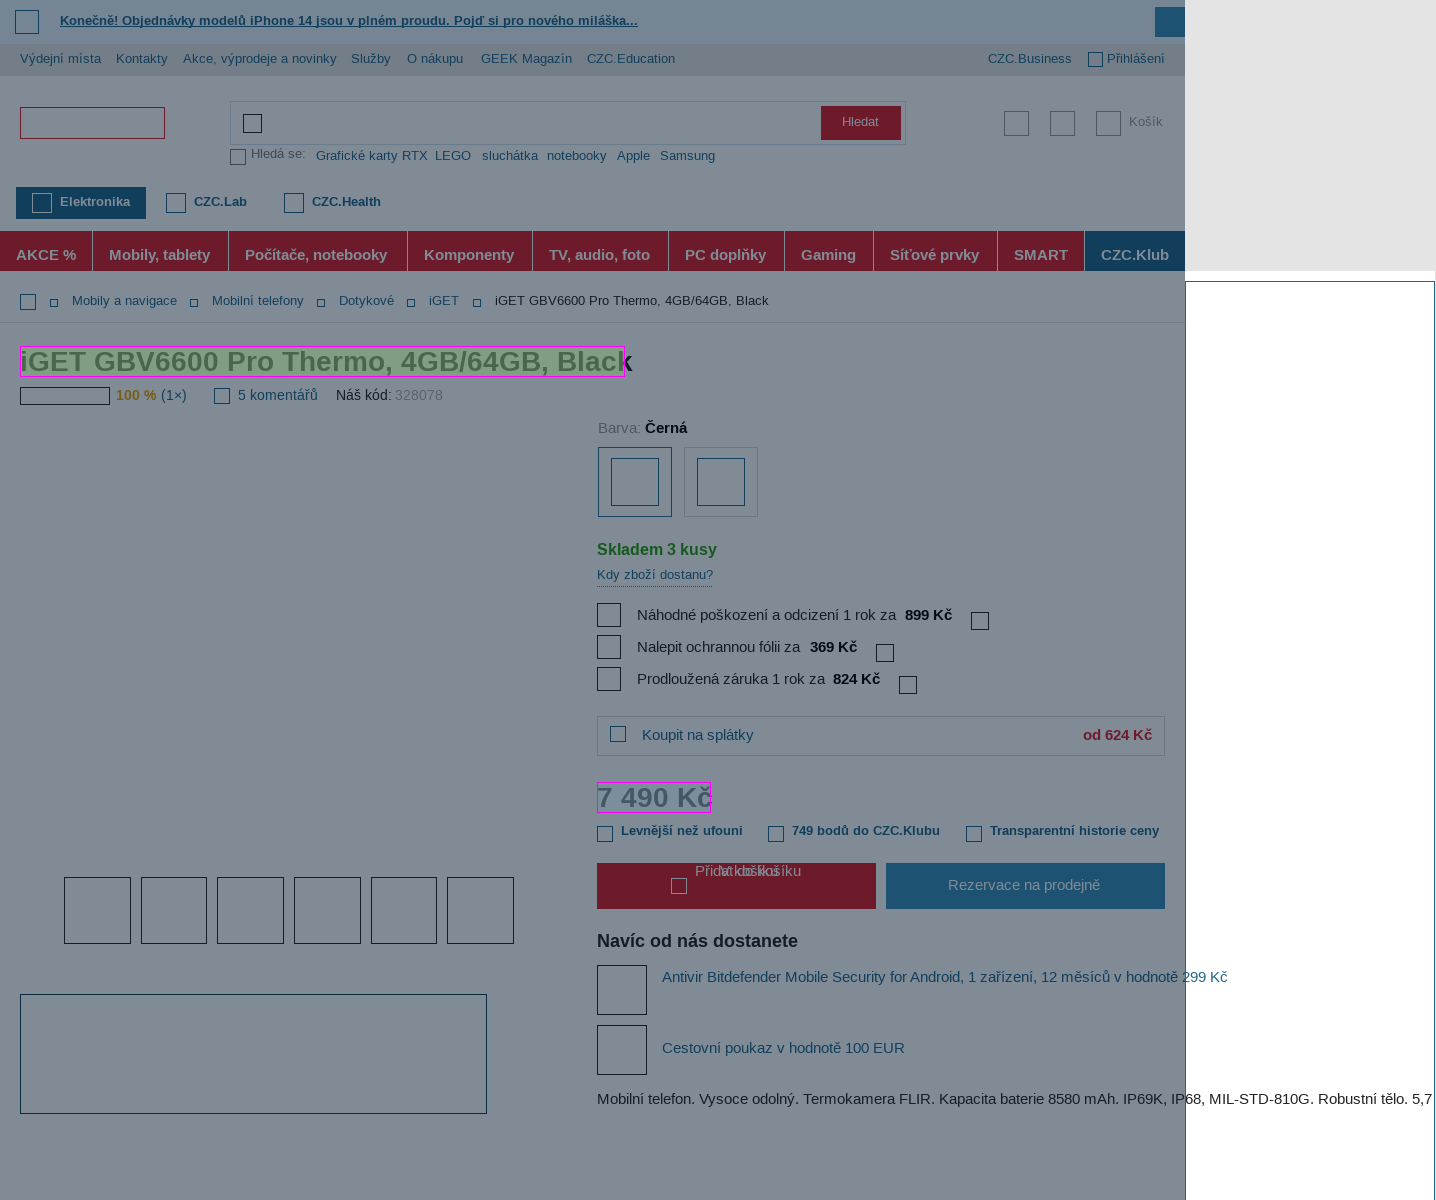 Konečně! Objednávky modelů iPhone 14 jsou v plném proudu. Pojď si pro nového miláška...
Výdejní místa Kontakty Akce, výprodeje a novinky Služby O nákupu GEEK Magazín CZC.Education CZC.Business Přihlášení
Hledat Košík
Hledá se: Grafické karty RTX LEGO sluchátka notebooky Apple Samsung
Elektronika CZC.Lab CZC.Health
AKCE % Mobily, tablety Počítače, notebooky Komponenty TV, audio, foto PC doplňky Gaming Síťové prvky SMART CZC.Klub
Mobily a navigace Mobilní telefony Dotykové iGET iGET GBV6600 Pro Thermo, 4GB/64GB, Black
iGET GBV6600 Pro Thermo, 4GB/64GB, Black
100 % (1×) 5 komentářů Náš kód: 328078
Barva: Černá
Skladem 3 kusy
Kdy zboží dostanu?
Náhodné poškození a odcizení 1 rok za 899 Kč
Nalepit ochrannou fólii za 369 Kč
Prodloužená záruka 1 rok za 824 Kč
Koupit na splátky od 624 Kč
7 490 Kč
Levnější než ufouni 749 bodů do CZC.Klubu Transparentní historie ceny
Přidat do košíku V košíku
Rezervace na prodejně
Navíc od nás dostanete
Antivir Bitdefender Mobile Security for Android, 1 zařízení, 12 měsíců v hodnotě 299 Kč
Cestovní poukaz v hodnotě 100 EUR
Mobilní telefon. Vysoce odolný. Termokamera FLIR. Kapacita baterie 8580 mAh. IP69K, IP68, MIL-STD-810G. Robustní tělo. 5,7